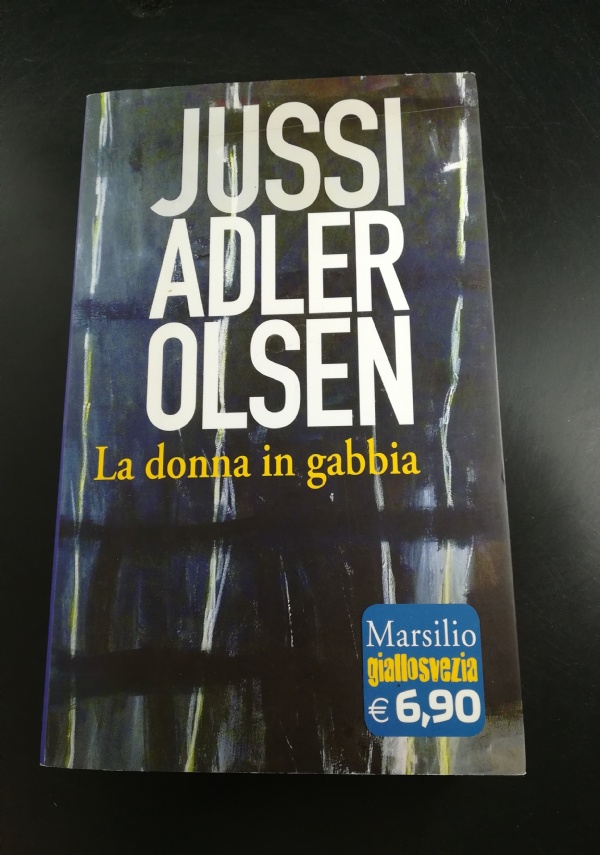 JUSSI
ADLER
OLSEN
La donna in gabbia
Marsilio
giallosvezia
€ 6,90